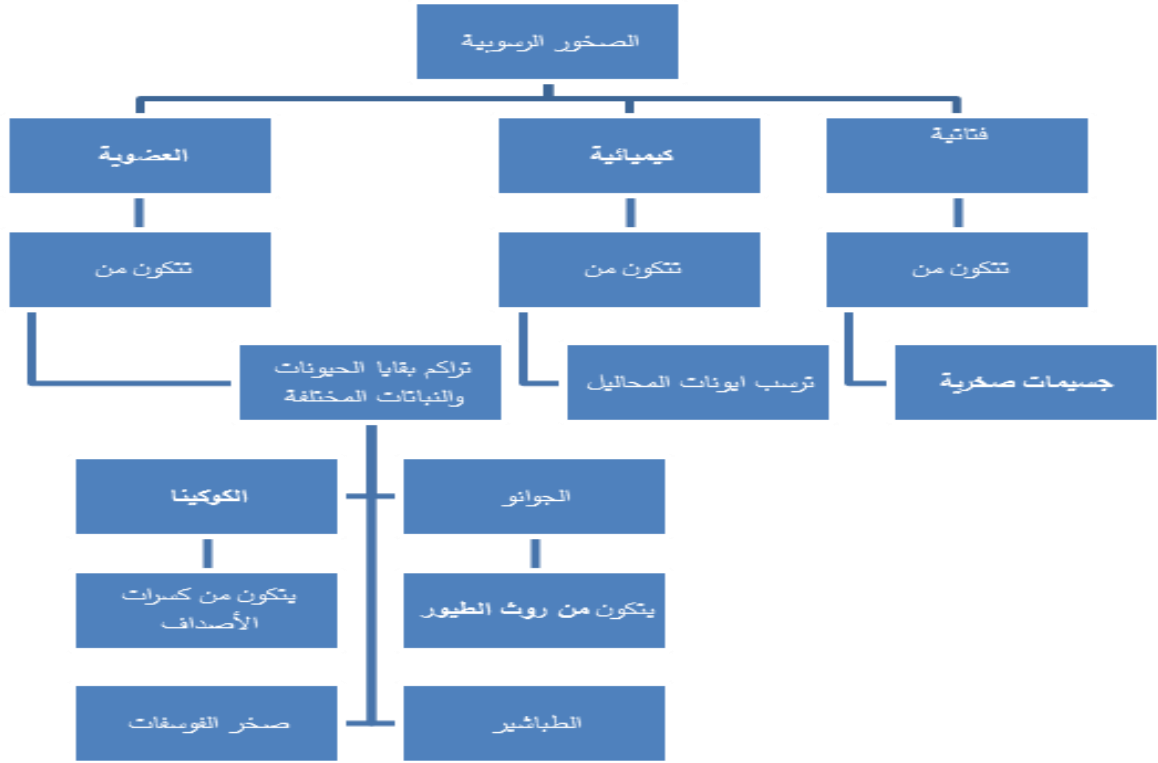 الصخور الرسوبية
فتاتية
كيميائية
العضوية
تتكون من
تتكون من
تتكون من
جسيمات صخرية
ترسب ايونات المحاليل
تراكم بقايا الحيونات
والنباتات المختلفة
الجوانو
الكوكينا
يتكون من روث الطيور
يتكون من كسرات
الأصداف
الطباشير
صخر الفوسفات